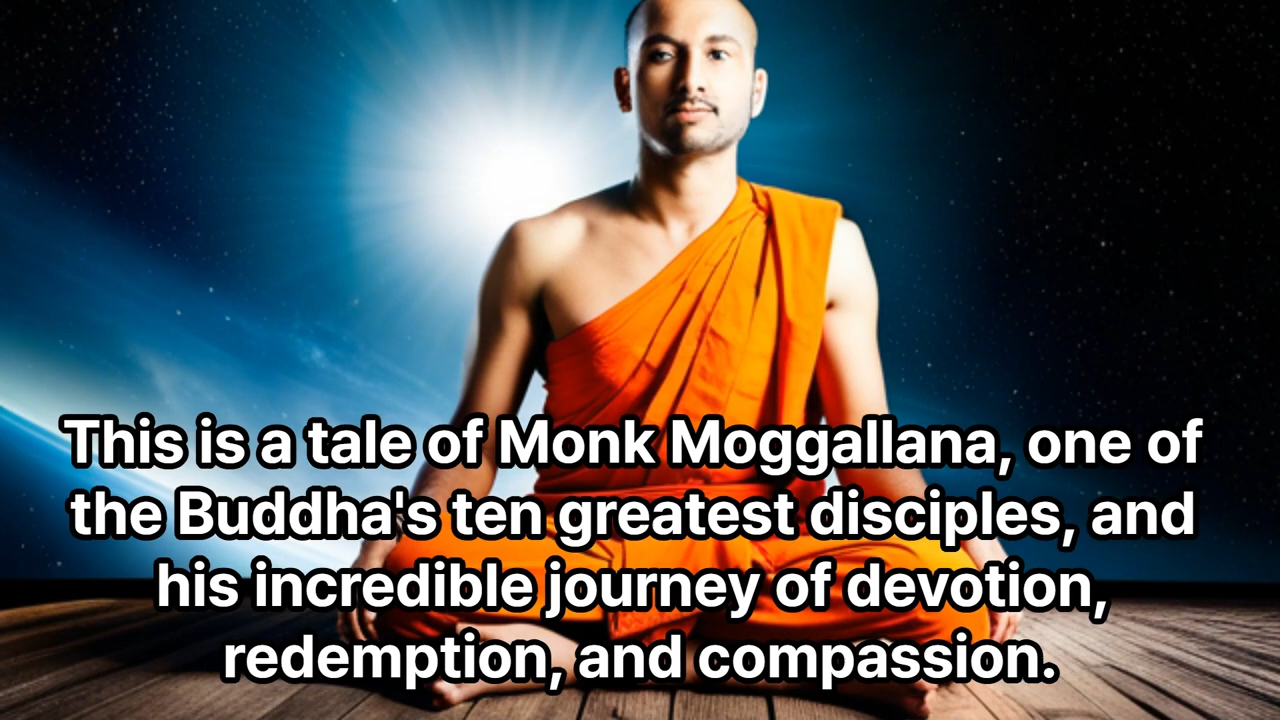 This is a tale of Monk Moggallana, one of
the Buddha's ten greatest disciples, and
his incredible journey of devotion,
redemption, and compassion.